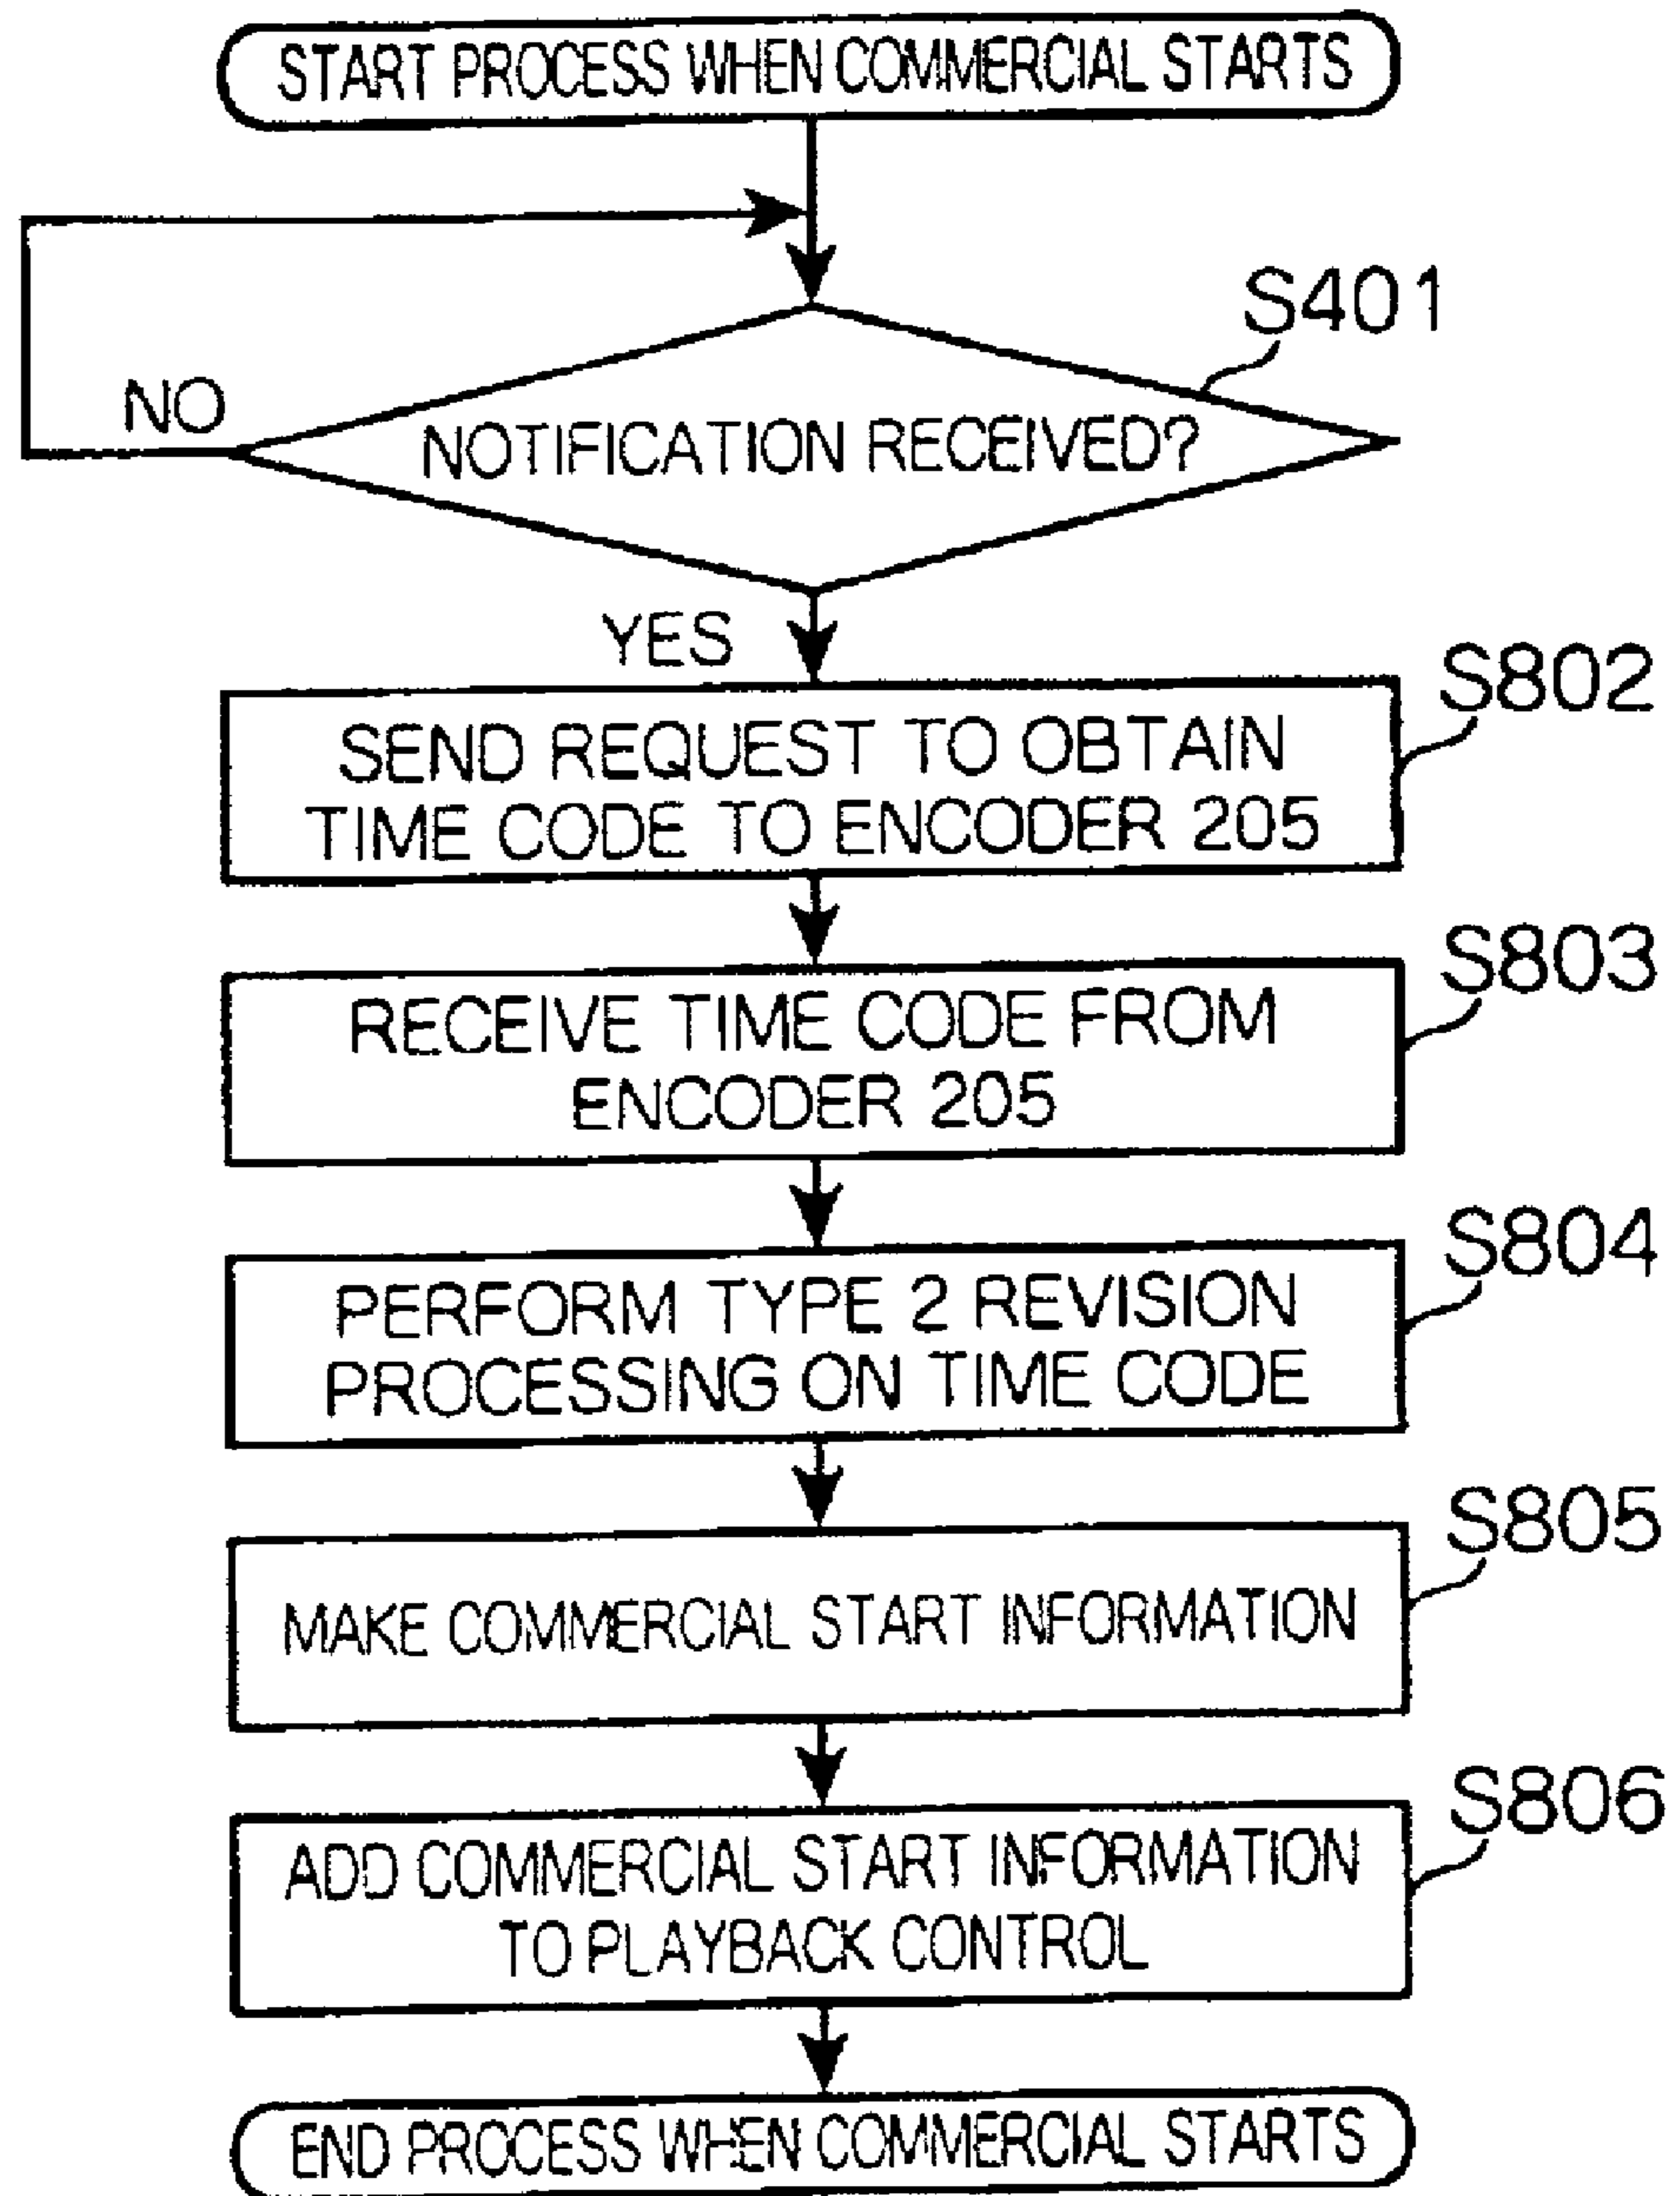 START PROCESS WHEN COMMERCIAL STARTS
S401
NO
NOTIFICATION RECEIVED?
YES
S802
SEND REQUEST TO OBTAIN
TIME CODE TO ENCODER 205
S803
RECEIVE TIME CODE FROM
ENCODER 205
S804
PERFORM TYPE 2 REVISION
PROCESSING ON TIME CODE
S805
MAKE COMMERCIAL START INFORMATION
S806
ADD COMMERCIAL START INFORMATION
TO PLAYBACK CONTROL
END PROCESS WHEN COMMERCIAL STARTS